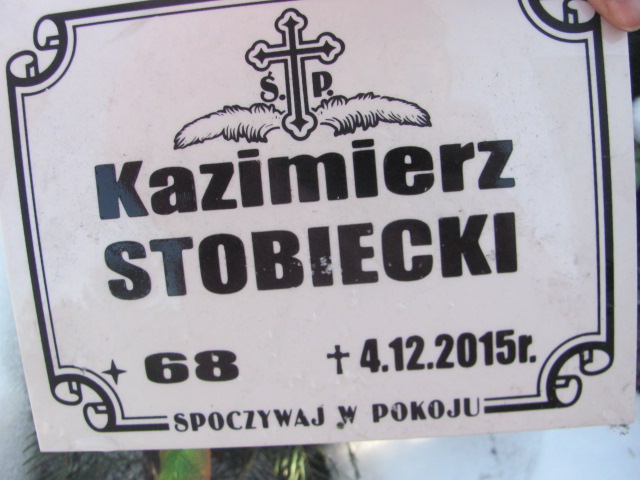 Ś. P.
Kazimierz
STOBIECKI
68 † 4.12.2015r.
SPOCZYWAJ W POKOJU